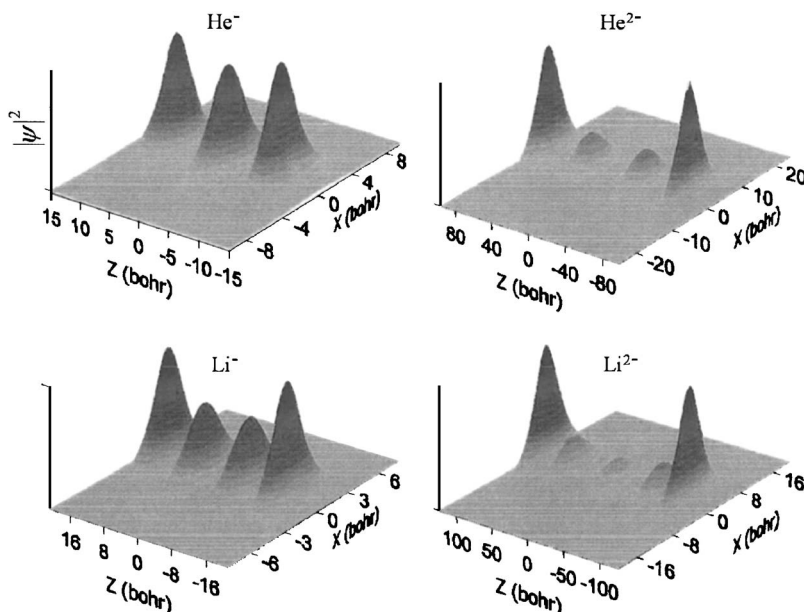 He⁻
|ψ|²
15 10 5 0 -5 -10 -15
Z (bohr)
-8 -4 0 4 8
X (bohr)
He²⁻
80 40 0 -40 -80
Z (bohr)
-20 -10 0 10 20
X (bohr)
Li⁻
16 8 0 -8 -16
Z (bohr)
-6 -3 0 3 6
X (bohr)
Li²⁻
100 50 0 -50 -100
Z (bohr)
-16 -8 0 8 16
X (bohr)